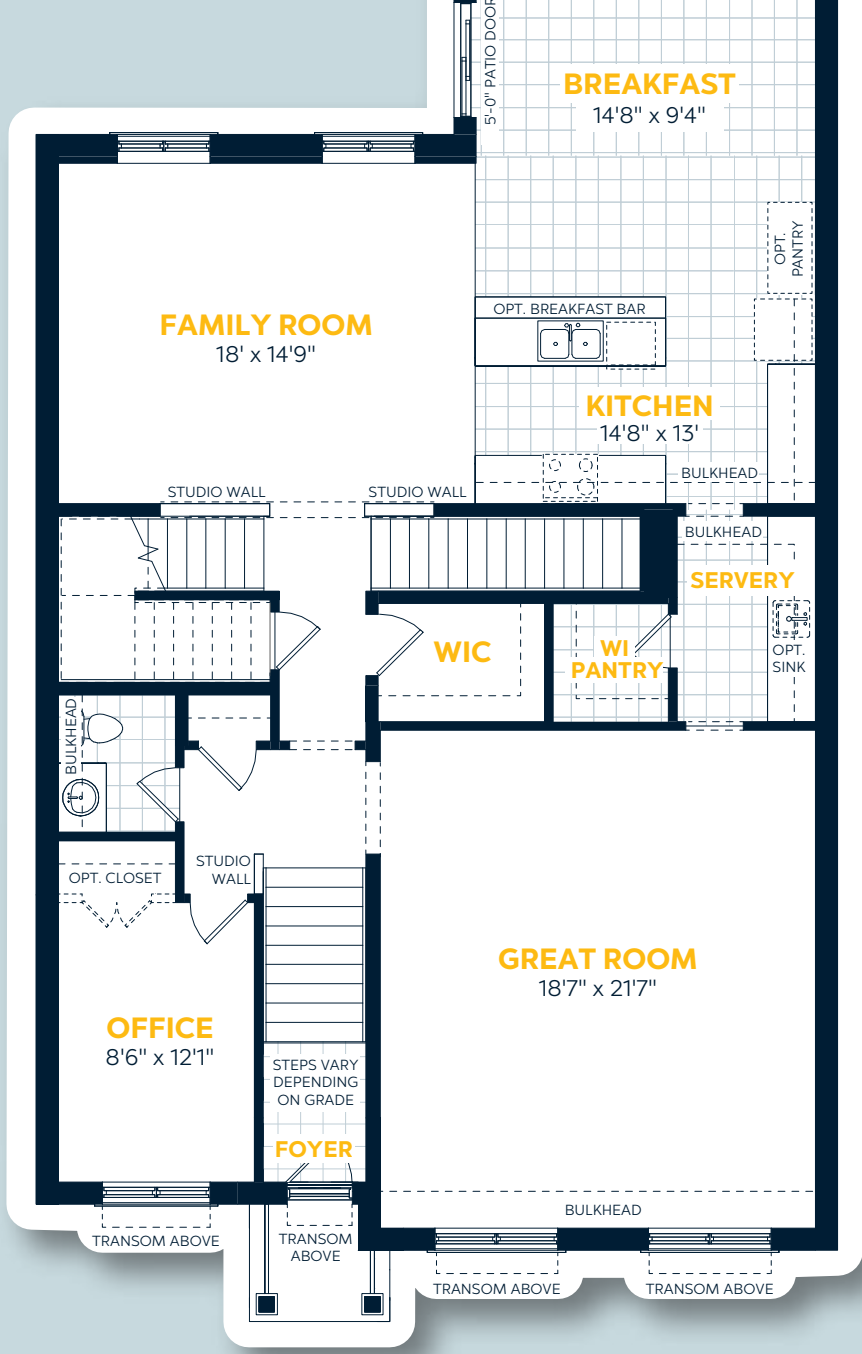 5'-0" PATIO DOOR
BREAKFAST
14'8" x 9'4"
OPT.
PANTRY
OPT. BREAKFAST BAR
FAMILY ROOM
18' x 14'9"
KITCHEN
14'8" x 13'
BULKHEAD
STUDIO WALL
STUDIO WALL
BULKHEAD
SERVERY
WIC
WI
PANTRY
OPT.
SINK
BULKHEAD
STUDIO
WALL
OPT. CLOSET
GREAT ROOM
18'7" x 21'7"
OFFICE
8'6" x 12'1"
STEPS VARY
DEPENDING
ON GRADE
FOYER
BULKHEAD
TRANSOM ABOVE
TRANSOM
ABOVE
TRANSOM ABOVE
TRANSOM ABOVE